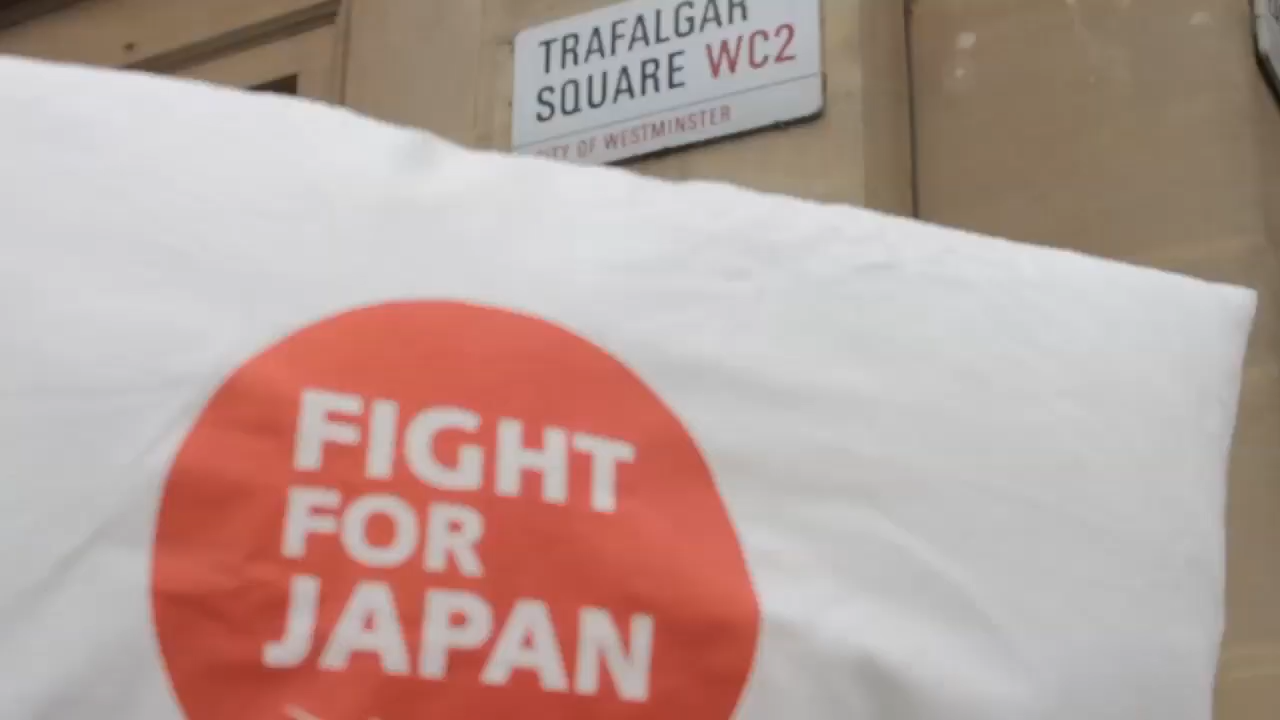 TRAFALGAR
SQUARE WC2
CITY OF WESTMINSTER
FIGHT
FOR
JAPAN